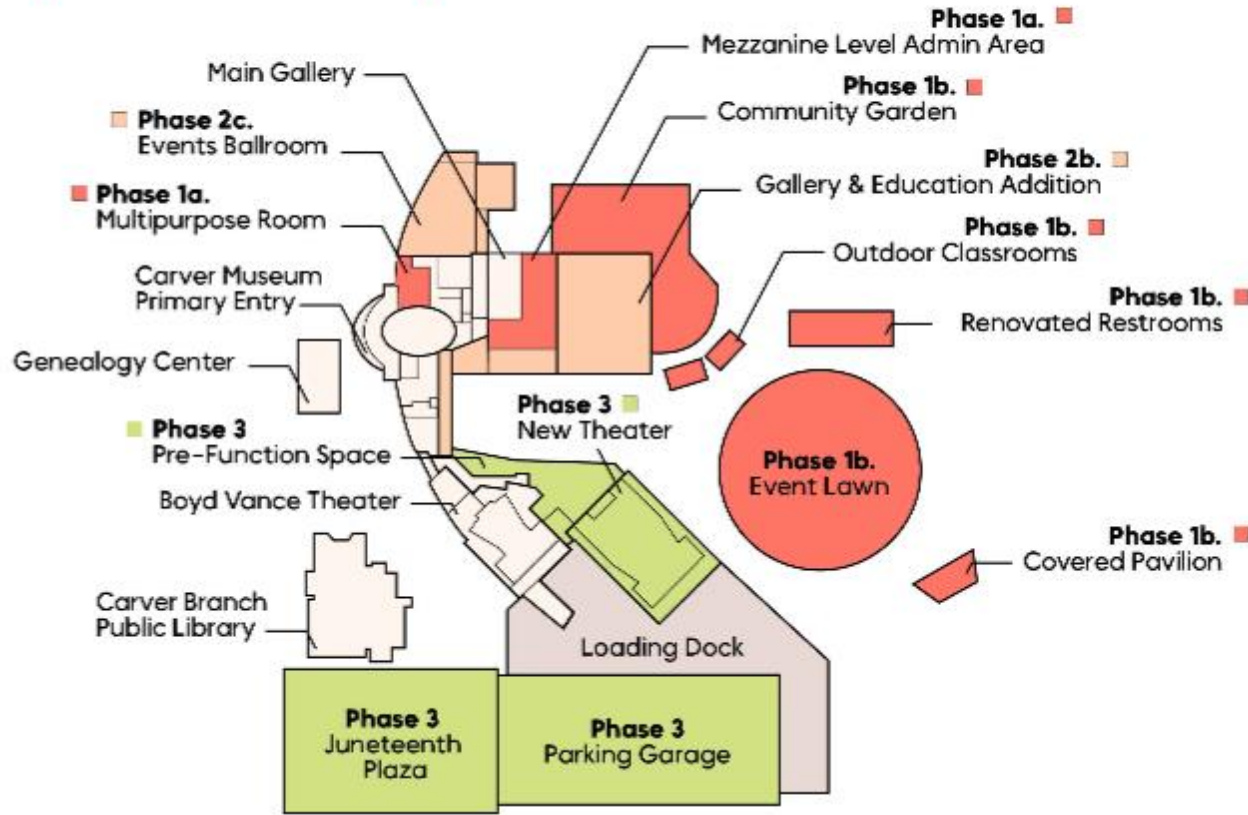 Phase 1a.
Mezzanine Level Admin Area
Main Gallery
Phase 1b.
Community Garden
Phase 2c.
Events Ballroom
Phase 2b.
Gallery & Education Addition
Phase 1a.
Multipurpose Room
Phase 1b.
Outdoor Classrooms
Carver Museum
Primary Entry
Phase 1b.
Renovated Restrooms
Genealogy Center
Phase 3
New Theater
Phase 3
Pre-Function Space
Phase 1b.
Event Lawn
Boyd Vance Theater
Phase 1b.
Covered Pavilion
Carver Branch
Public Library
Loading Dock
Phase 3
Juneteenth
Plaza
Phase 3
Parking Garage